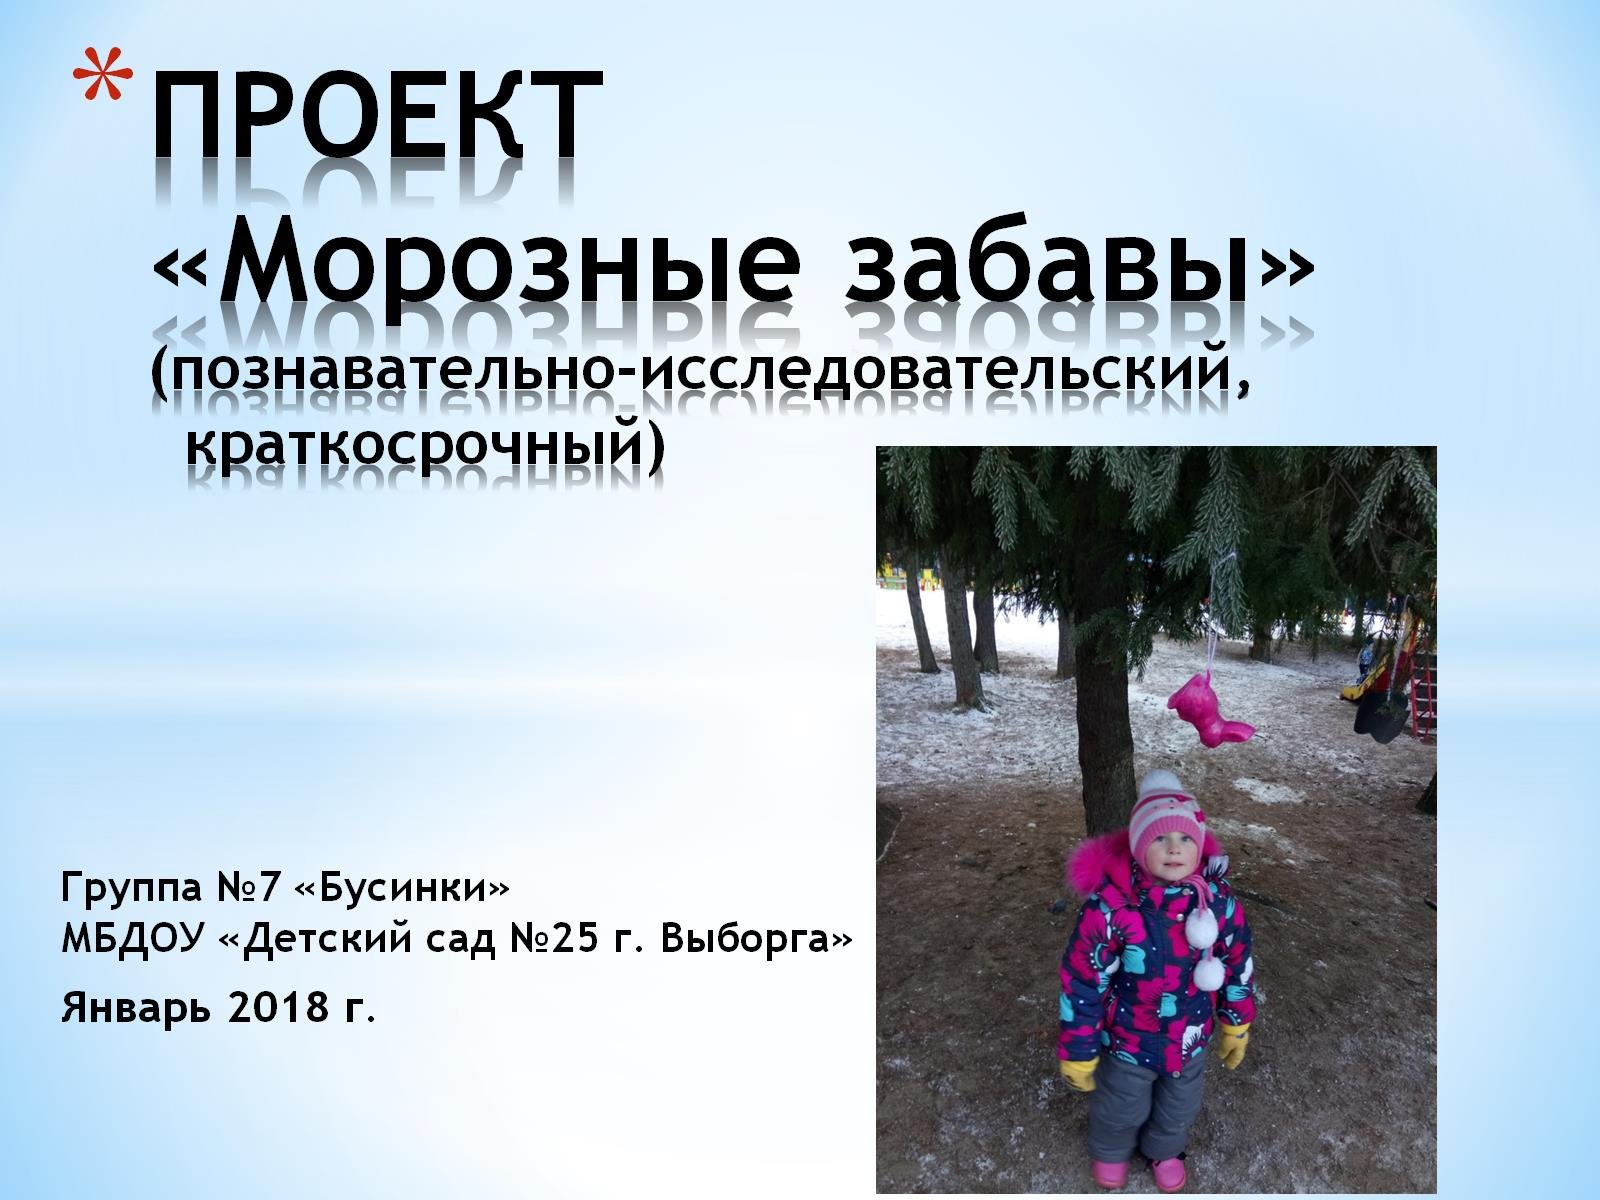 * ПРОЕКТ
«Морозные забавы»
(познавательно-исследовательский,
краткосрочный)
Группа №7 «Бусинки»
МБДОУ «Детский сад №25 г. Выборга»
Январь 2018 г.